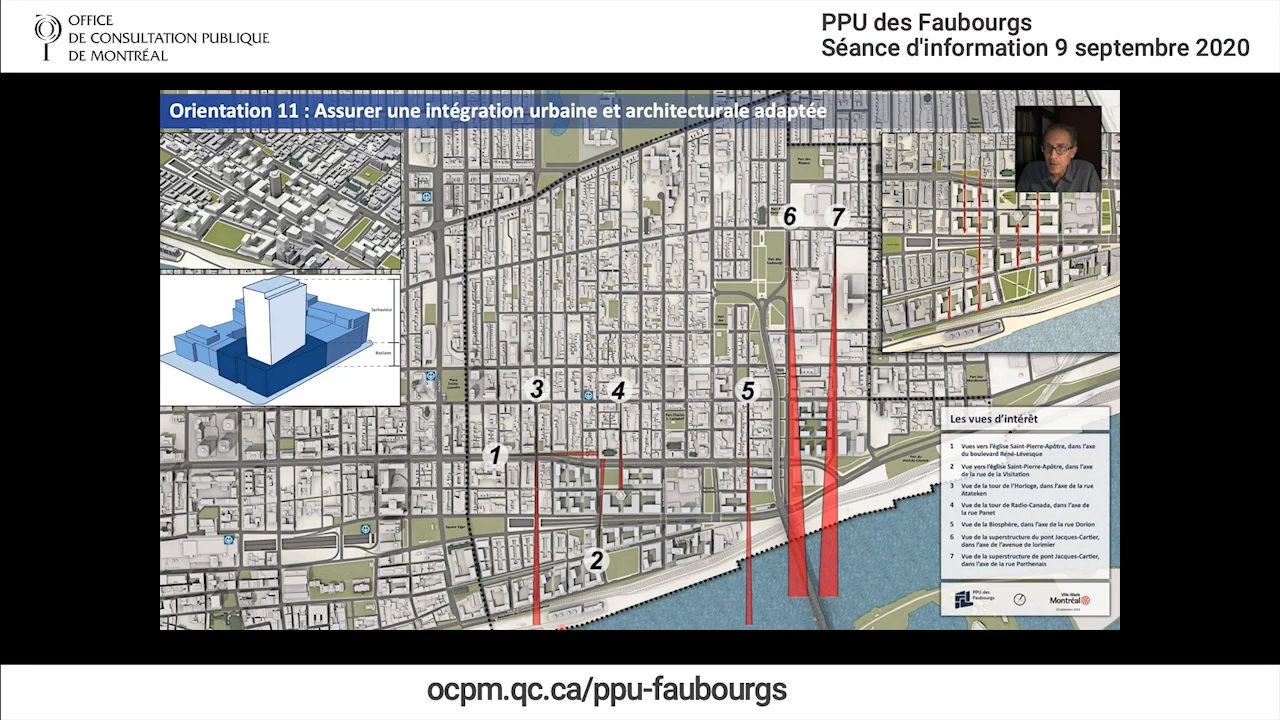 OFFICE
DE CONSULTATION PUBLIQUE
DE MONTRÉAL
PPU des Faubourgs
Séance d'information 9 septembre 2020
Orientation 11 : Assurer une intégration urbaine et architecturale adaptée
Surhauteur
Basilaire
6
7
3
4
5
1
2
Les vues d'intérêt
1 Vues vers l'église Saint-Pierre-Apôtre, dans l'axe
du boulevard René-Lévesque
2 Vue vers l'église Saint-Pierre-Apôtre, dans l'axe
de la rue de la Visitation
3 Vue de la tour de l'Horloge, dans l'axe de la rue
Atateken
4 Vue de la tour de Radio-Canada, dans l'axe de
la rue Panet
5 Vue de la Biosphère, dans l'axe de la rue Dorion
6 Vue de la superstructure du pont Jacques-Cartier,
dans l'axe de l'avenue de lorimier
7 Vue de la superstructure de pont Jacques-Cartier,
dans l'axe de la rue Parthenais
PPU des
Faubourgs
Ville-Marie
Montréal
ocpm.qc.ca/ppu-faubourgs